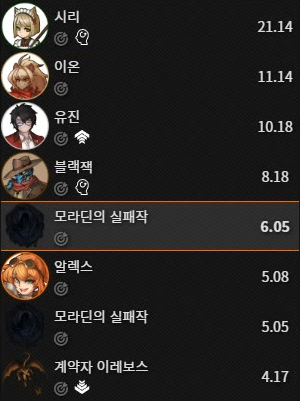 시리
21.14
이온
11.14
유진
10.18
블랙잭
8.18
모라딘의 실패작
6.05
알렉스
5.08
모라딘의 실패작
5.05
계약자 이레보스
4.17